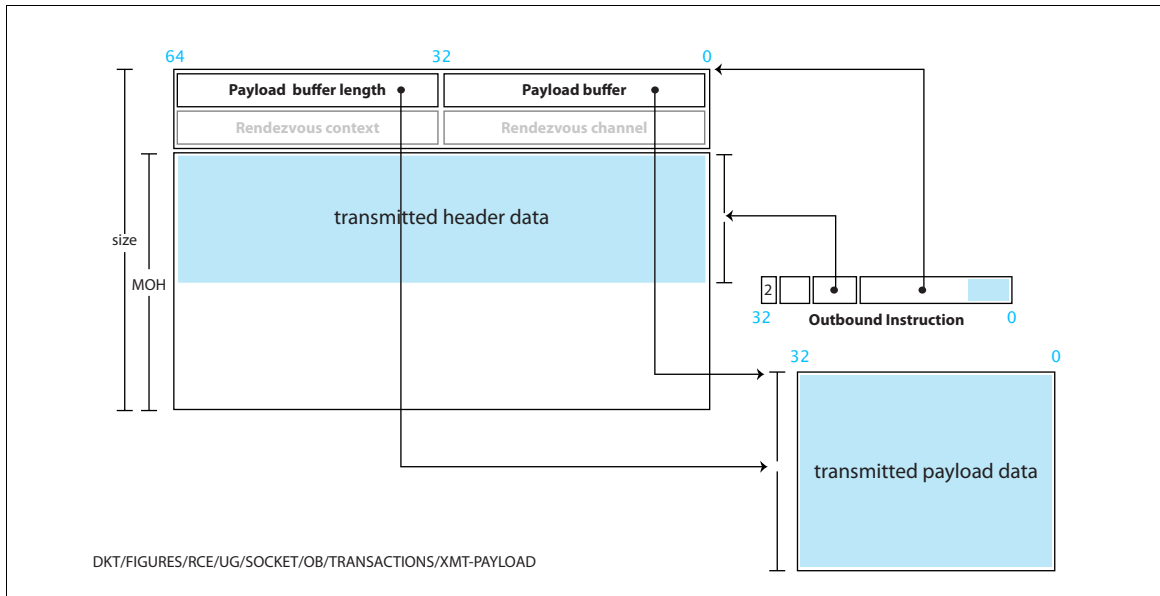 64 32 0
Payload buffer length Payload buffer
Rendezvous context Rendezvous channel
transmitted header data
size
MOH
2
32 Outbound Instruction 0
32 0
transmitted payload data
DKT/FIGURES/RCE/UG/SOCKET/OB/TRANSACTIONS/XMT-PAYLOAD